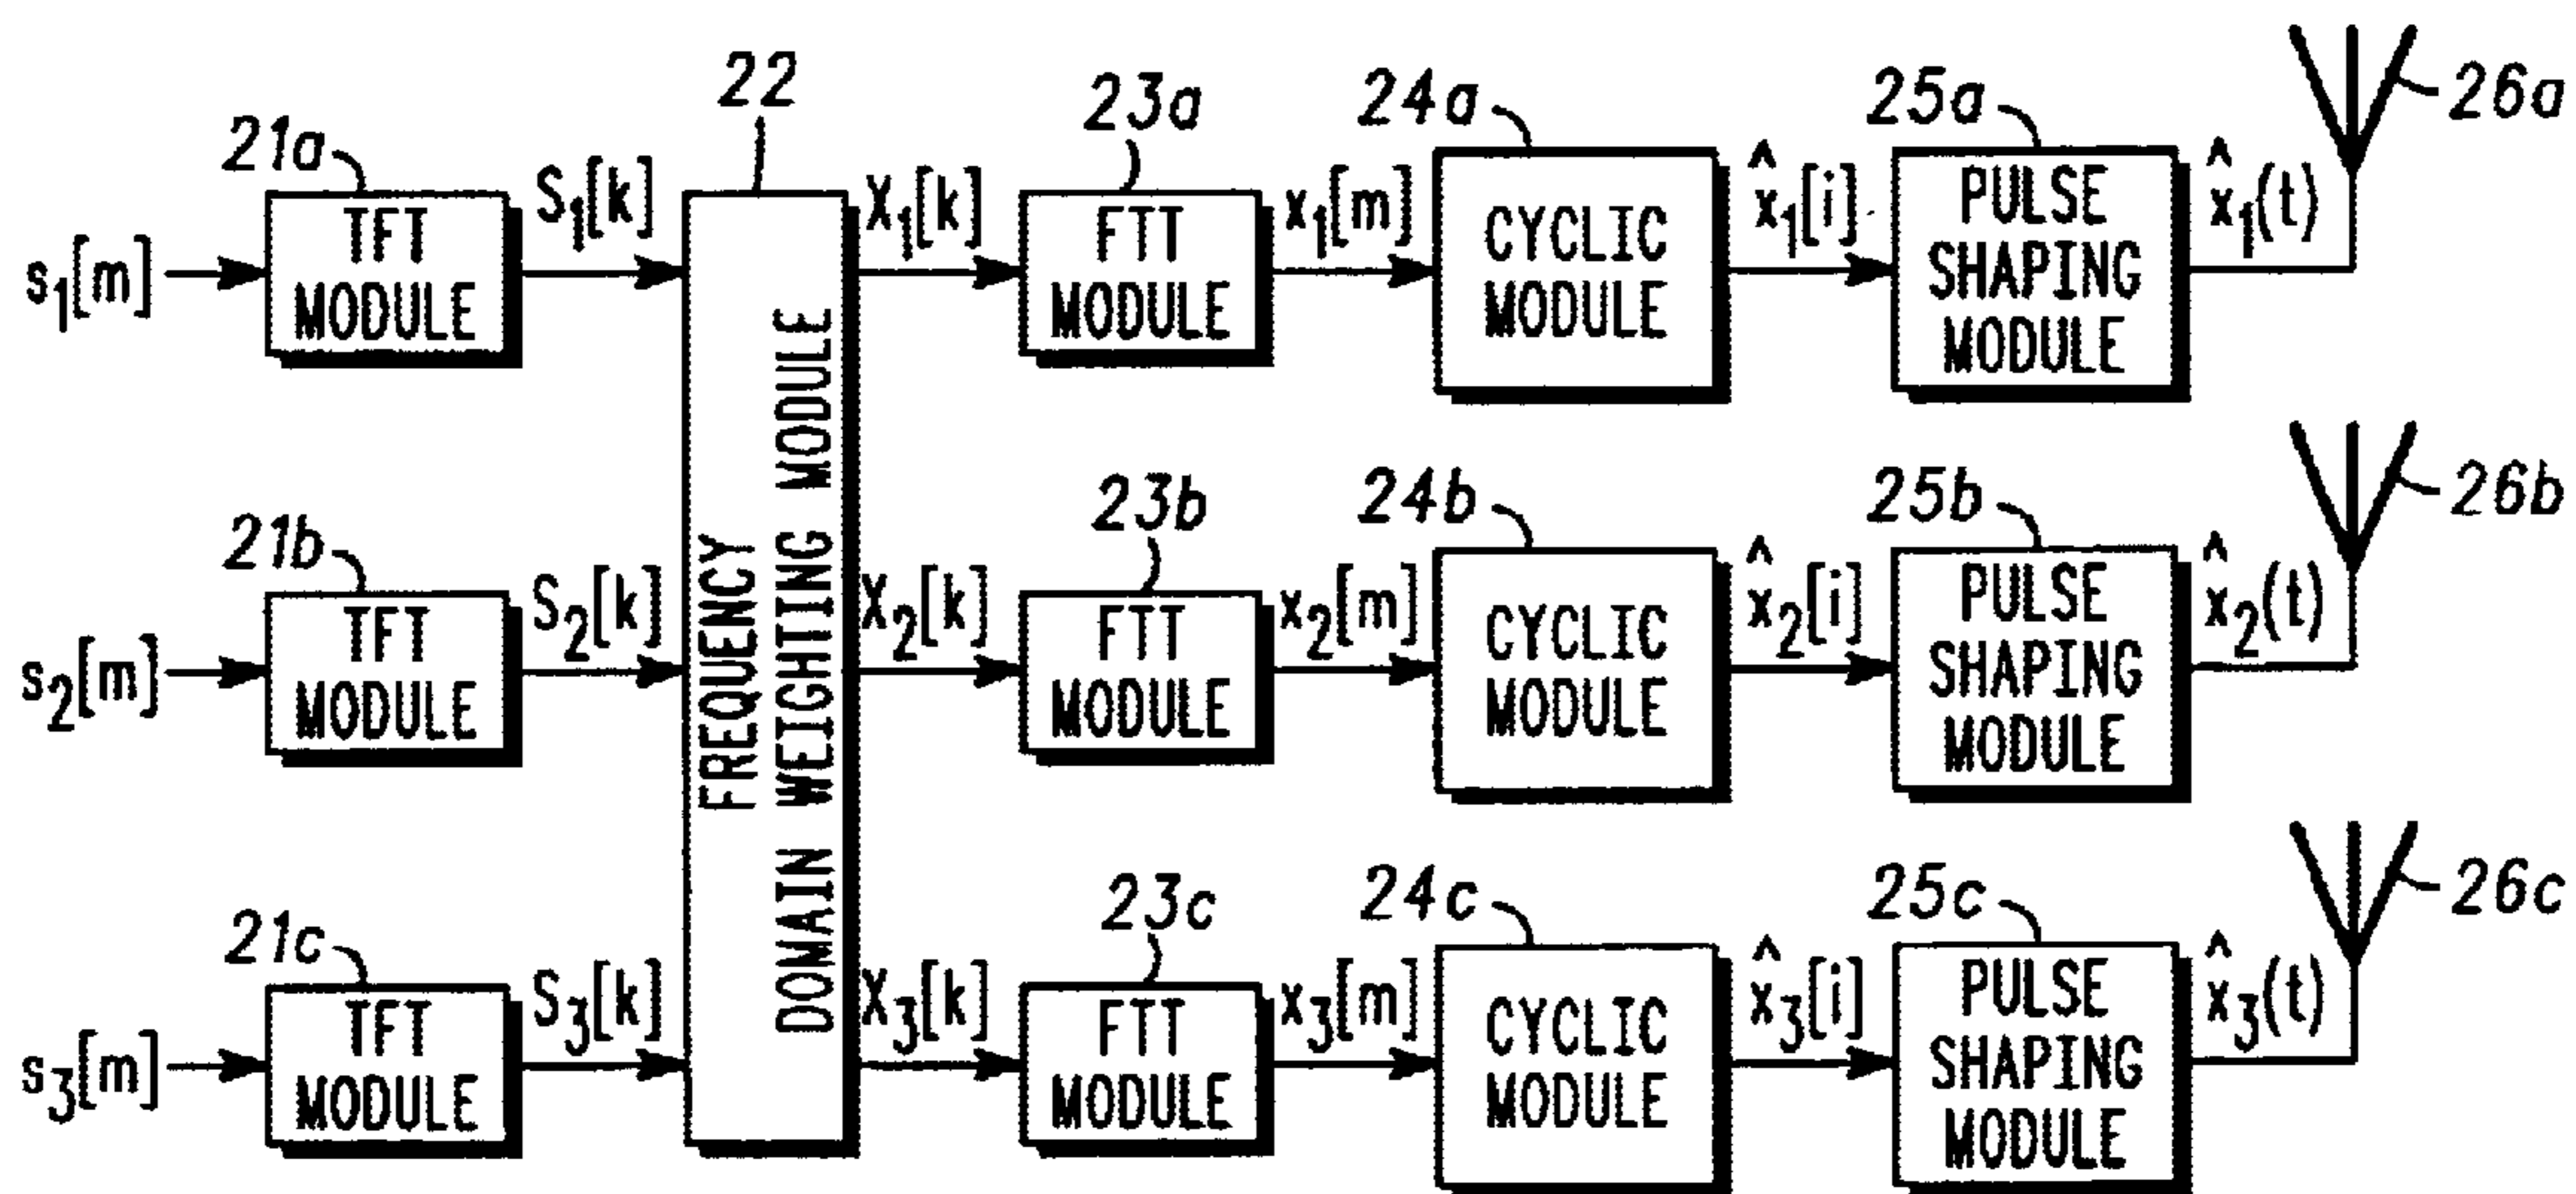 22
23a
24a
25a
26a
21a
s1[m]
TFT
MODULE
S1[k]
X1[k]
FTT
MODULE
x1[m]
CYCLIC
MODULE
x̂1[i]
PULSE
SHAPING
MODULE
x̂1(t)
FREQUENCY
DOMAIN WEIGHTING MODULE
21b
23b
24b
25b
26b
s2[m]
TFT
MODULE
S2[k]
X2[k]
FTT
MODULE
x2[m]
CYCLIC
MODULE
x̂2[i]
PULSE
SHAPING
MODULE
x̂2(t)
21c
23c
24c
25c
26c
s3[m]
TFT
MODULE
S3[k]
X3[k]
FTT
MODULE
x3[m]
CYCLIC
MODULE
x̂3[i]
PULSE
SHAPING
MODULE
x̂3(t)